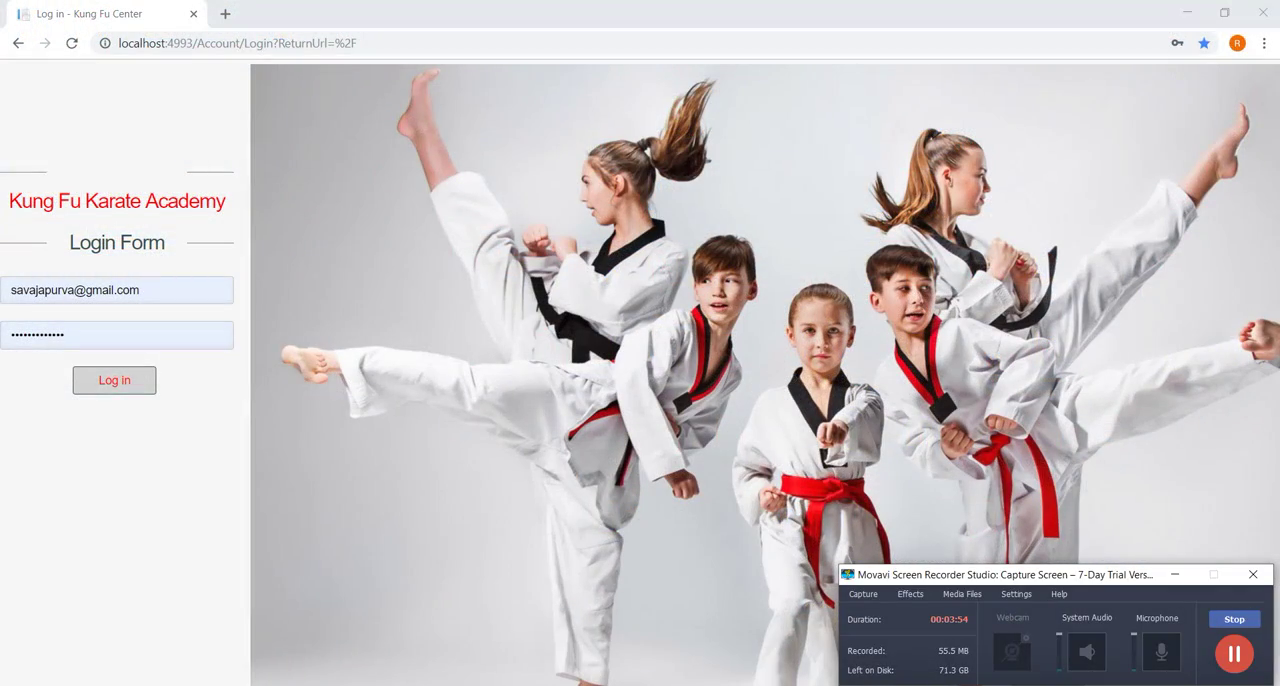 Log in - Kung Fu Center
localhost:4993/Account/Login?ReturnUrl=%2F
R
Kung Fu Karate Academy
Login Form
savajapurva@gmail.com
•••••••••••••
Log in
Movavi Screen Recorder Studio: Capture Screen – 7-Day Trial Vers...
Capture Effects Media Files Settings Help
Duration: 00:03:54
Webcam System Audio Microphone
Stop
Recorded: 55.5 MB
Left on Disk: 71.3 GB